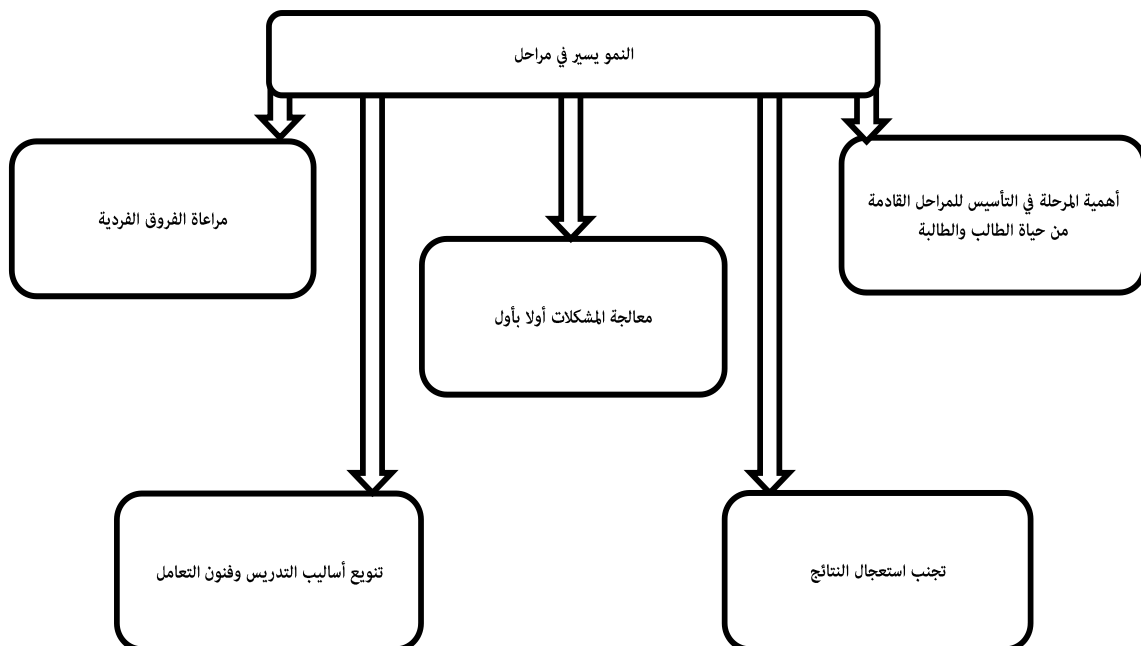 النمو يسير في مراحل
أهمية المرحلة في التأسيس للمراحل القادمة
من حياة الطالب والطالبة
مراعاة الفروق الفردية
معالجة المشكلات أولا بأول
تجنب استعجال النتائج
تنويع أساليب التدريس وفنون التعامل